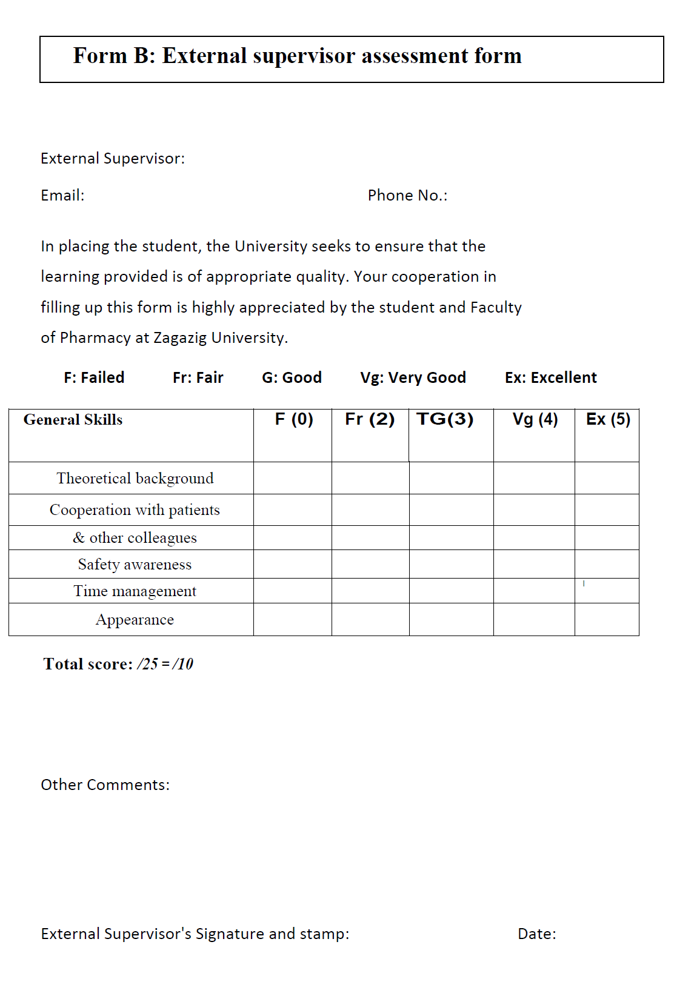 Form B: External supervisor assessment form
External Supervisor:
Email: Phone No.:
In placing the student, the University seeks to ensure that the
learning provided is of appropriate quality. Your cooperation in
filling up this form is highly appreciated by the student and Faculty
of Pharmacy at Zagazig University.
F: Failed Fr: Fair G: Good Vg: Very Good Ex: Excellent
General Skills F (0) Fr (2) TG(3) Vg (4) Ex (5)
Theoretical background
Cooperation with patients
& other colleagues
Safety awareness
Time management
Appearance
Total score: /25 = /10
Other Comments:
External Supervisor's Signature and stamp: Date: